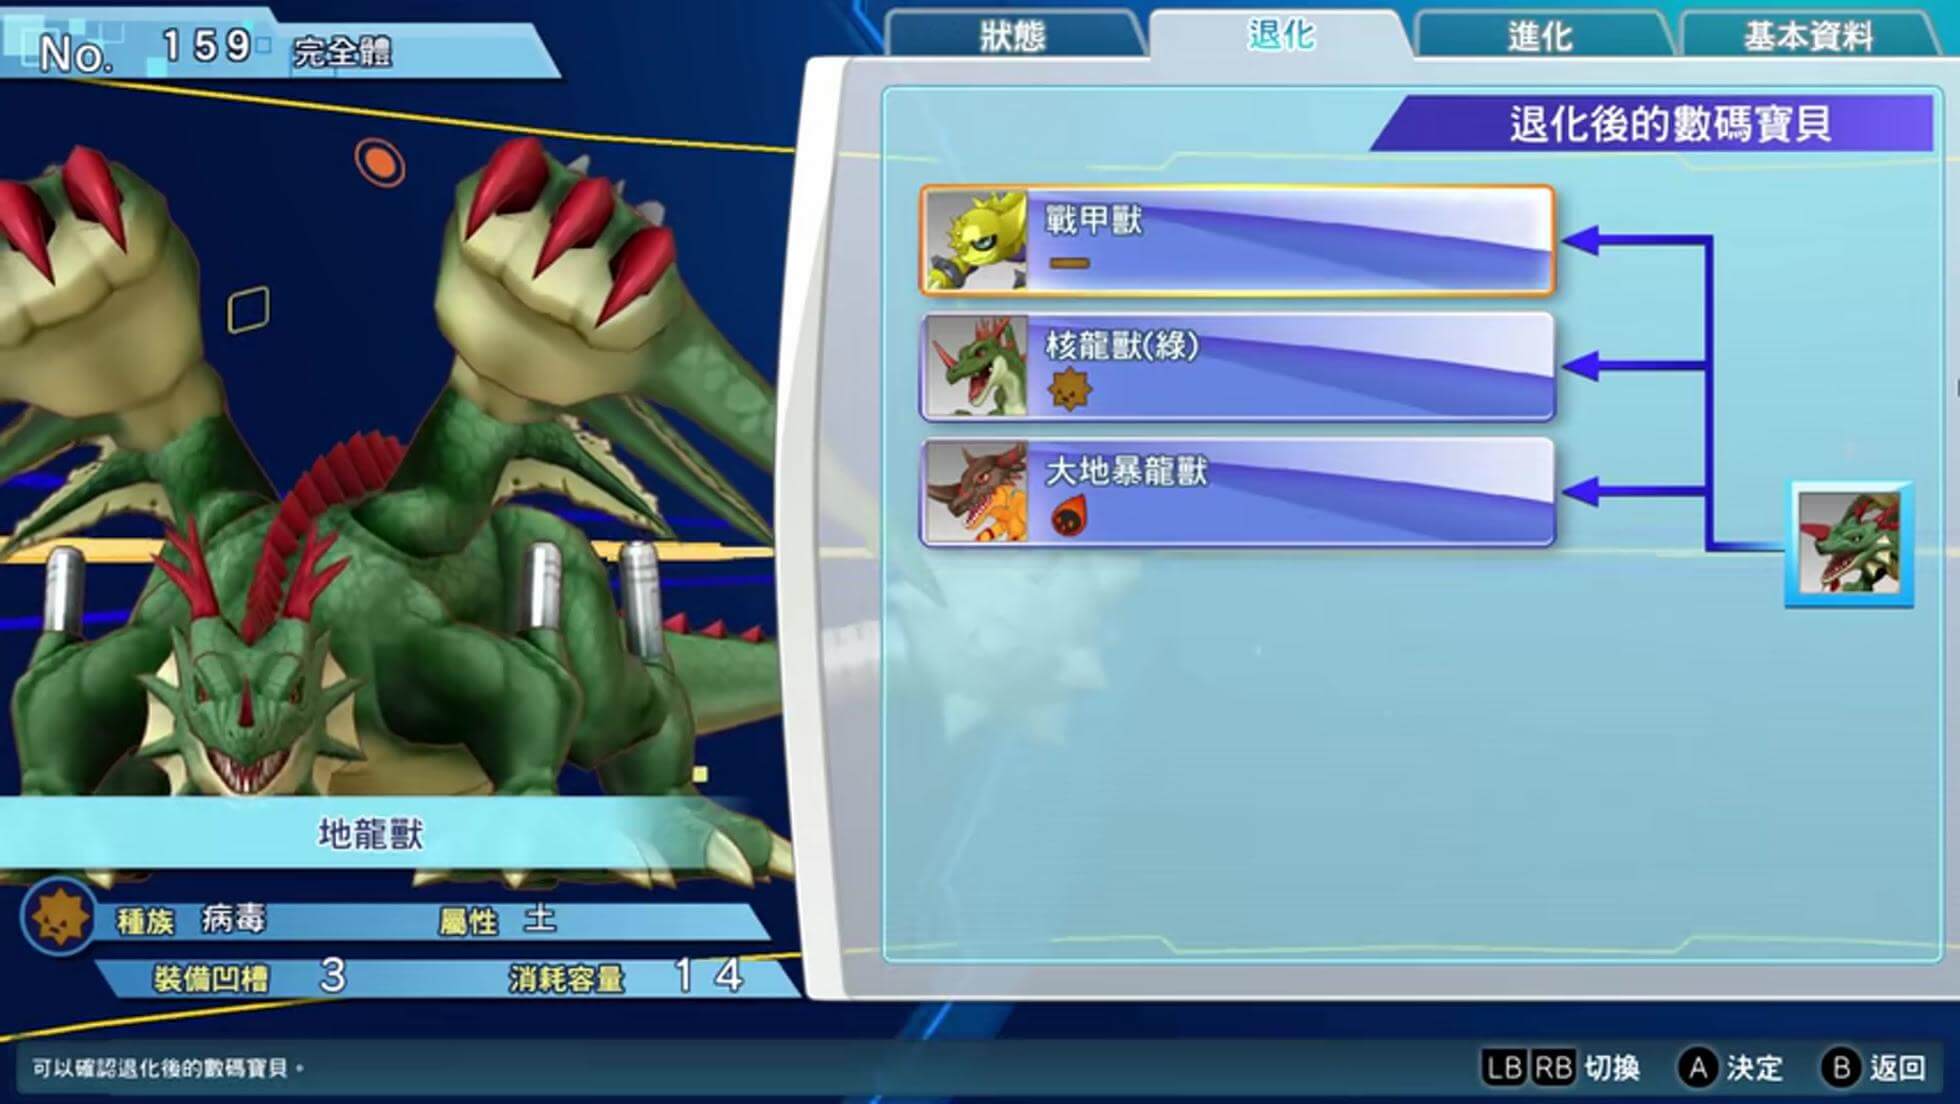 No. 159 完全體
狀態 退化 進化 基本資料
退化後的數碼寶貝
戰甲獸
核龍獸(綠)
大地暴龍獸
地龍獸
種族 病毒 屬性 土
裝備凹槽 3 消耗容量 14
可以確認退化後的數碼寶貝。
LB RB 切換 A 決定 B 返回